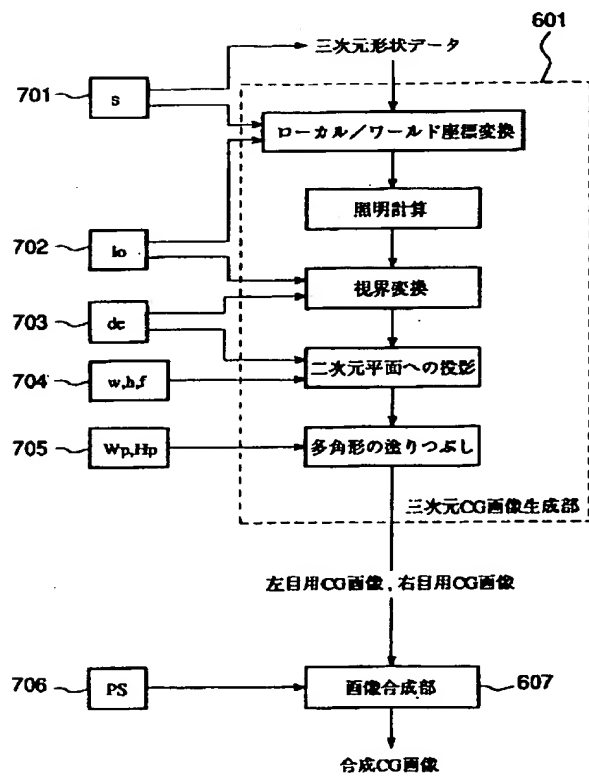 601
三次元形状データ
701
s
ローカル／ワールド座標変換
照明計算
702
io
視界変換
703
de
704
w,h,f
二次元平面への投影
705
Wp,Hp
多角形の塗りつぶし
三次元CG画像生成部
左目用CG画像，右目用CG画像
706
PS
画像合成部
607
合成CG画像